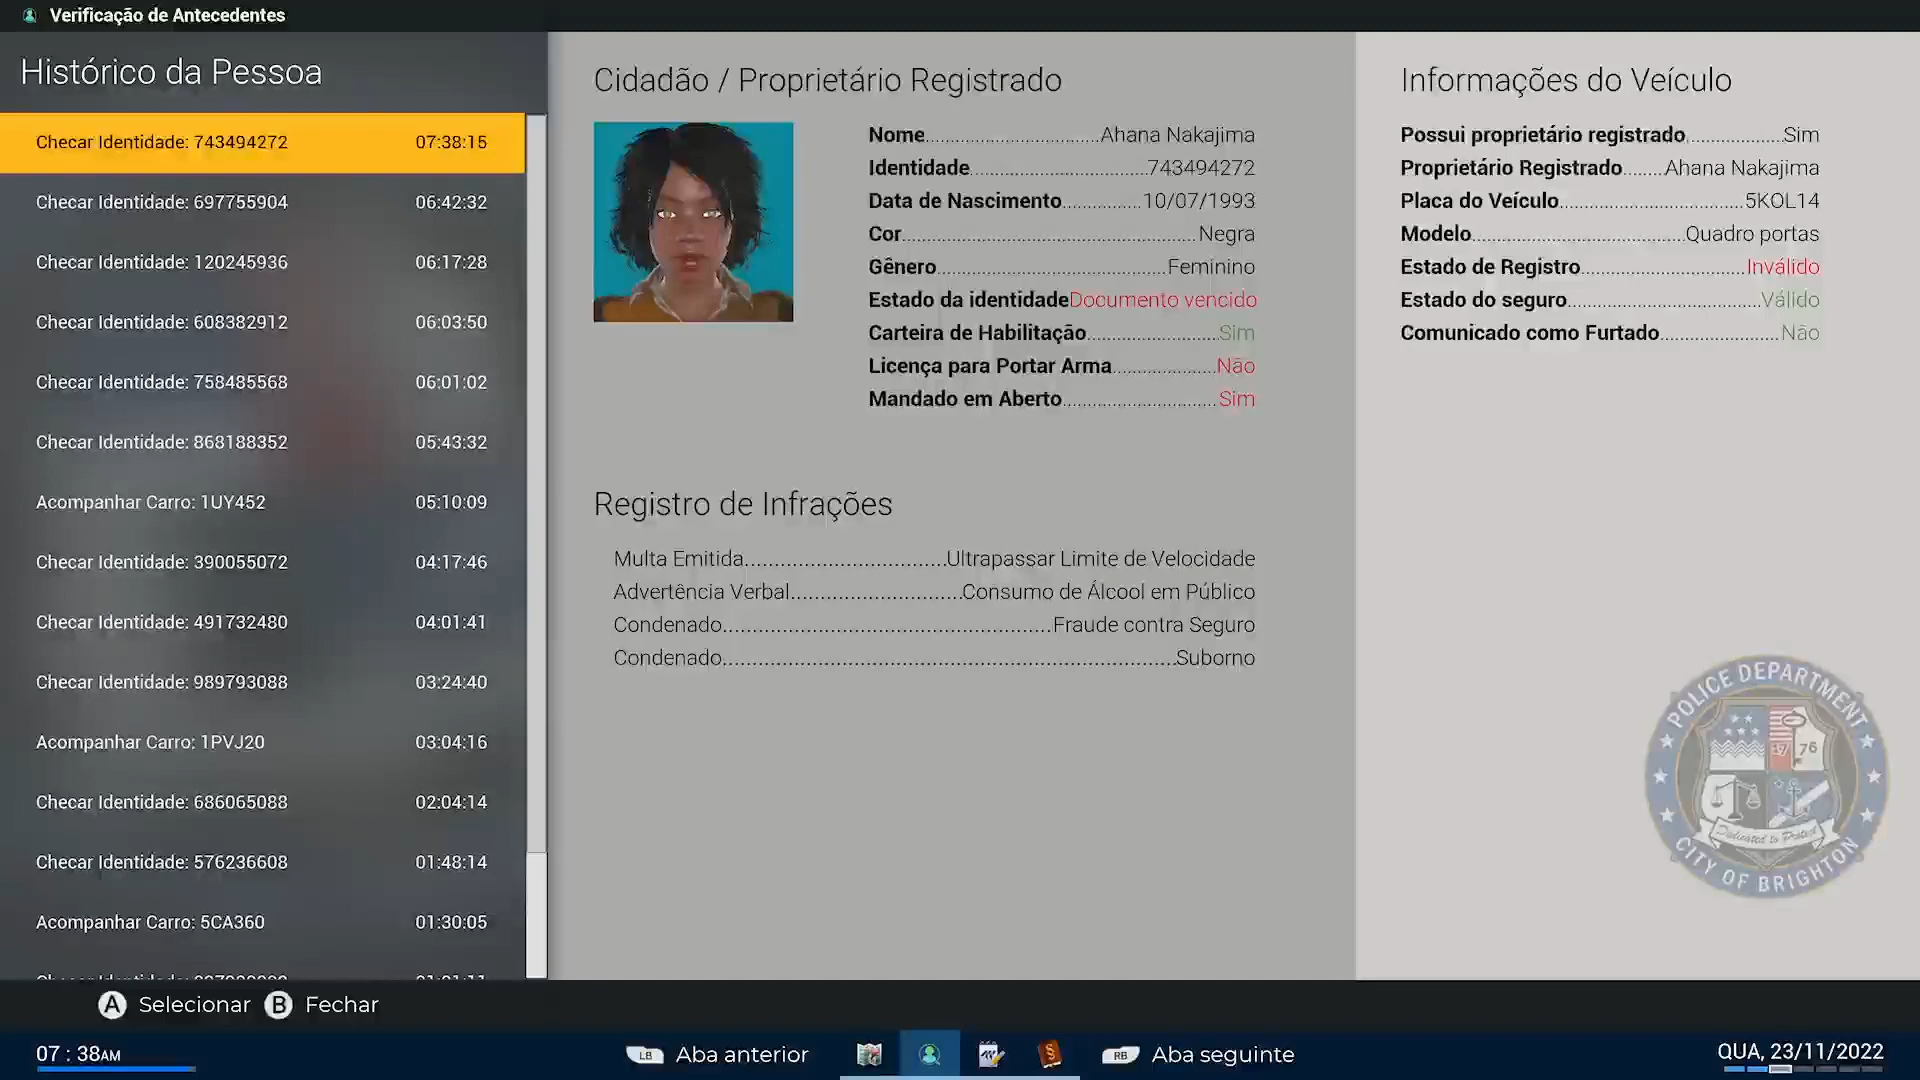 Verificação de Antecedentes
Histórico da Pessoa
Checar Identidade: 743494272 07:38:15
Checar Identidade: 697755904 06:42:32
Checar Identidade: 120245936 06:17:28
Checar Identidade: 608382912 06:03:50
Checar Identidade: 758485568 06:01:02
Checar Identidade: 868188352 05:43:32
Acompanhar Carro: 1UY452 05:10:09
Checar Identidade: 390055072 04:17:46
Checar Identidade: 491732480 04:01:41
Checar Identidade: 989793088 03:24:40
Acompanhar Carro: 1PVJ20 03:04:16
Checar Identidade: 686065088 02:04:14
Checar Identidade: 576236608 01:48:14
Acompanhar Carro: 5CA360 01:30:05
Cidadão / Proprietário Registrado
Nome Ahana Nakajima
Identidade 743494272
Data de Nascimento 10/07/1993
Cor Negra
Gênero Feminino
Estado da identidade Documento vencido
Carteira de Habilitação Sim
Licença para Portar Arma Não
Mandado em Aberto Sim
Registro de Infrações
Multa Emitida Ultrapassar Limite de Velocidade
Advertência Verbal Consumo de Álcool em Público
Condenado Fraude contra Seguro
Condenado Suborno
Informações do Veículo
Possui proprietário registrado Sim
Proprietário Registrado Ahana Nakajima
Placa do Veículo 5KOL14
Modelo Quadro portas
Estado de Registro Inválido
Estado do seguro Válido
Comunicado como Furtado Não
POLICE DEPARTMENT
17 76
Dedicated to Protect
CITY OF BRIGHTON
A Selecionar B Fechar
07 : 38AM
LB Aba anterior
RB Aba seguinte
QUA, 23/11/2022